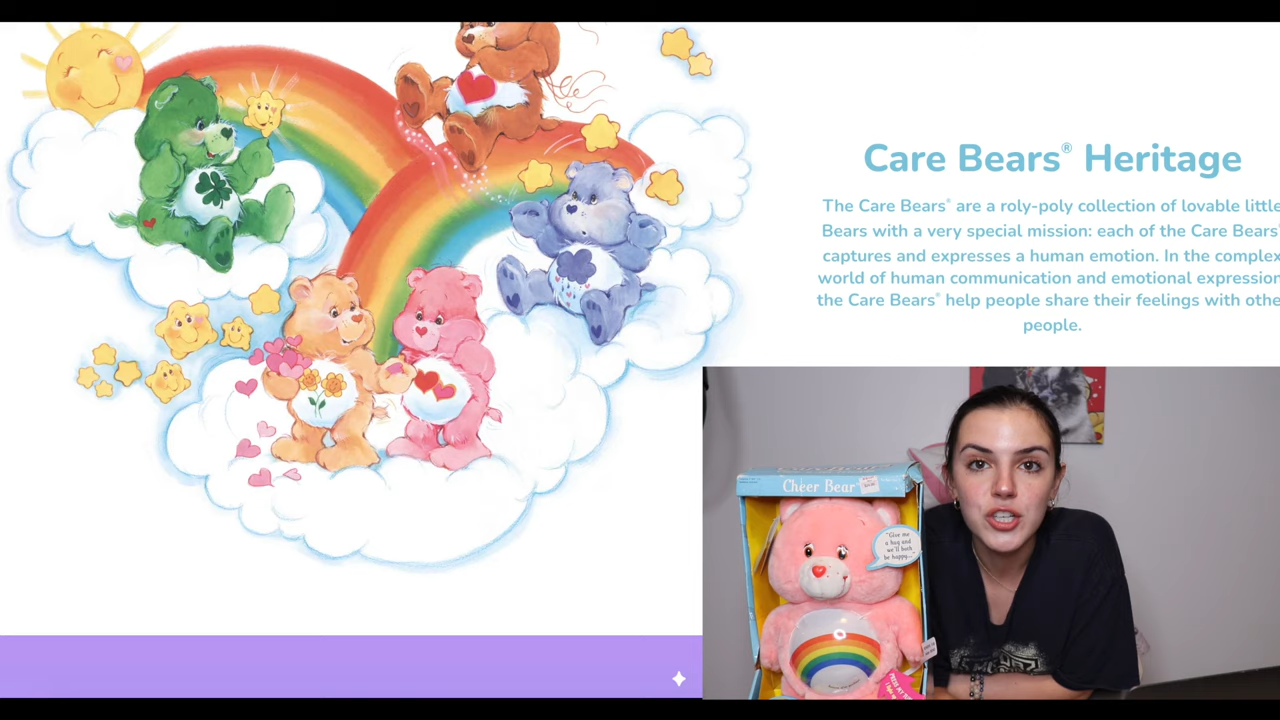 Care Bears® Heritage
The Care Bears® are a roly-poly collection of lovable little
Bears with a very special mission: each of the Care Bears®
captures and expresses a human emotion. In the complex
world of human communication and emotional expression
the Care Bears® help people share their feelings with othe
people.
Cheer Bear
"Give me
a hug and
we'll both
be happy..."